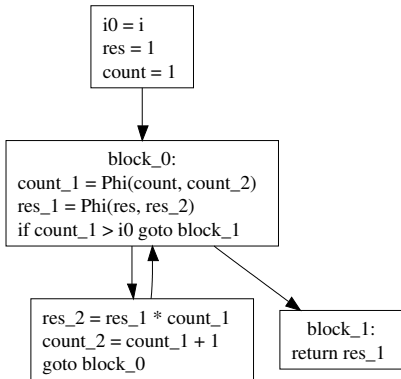 i0 = i
res = 1
count = 1
block_0:
count_1 = Phi(count, count_2)
res_1 = Phi(res, res_2)
if count_1 > i0 goto block_1
res_2 = res_1 * count_1
count_2 = count_1 + 1
goto block_0
block_1:
return res_1